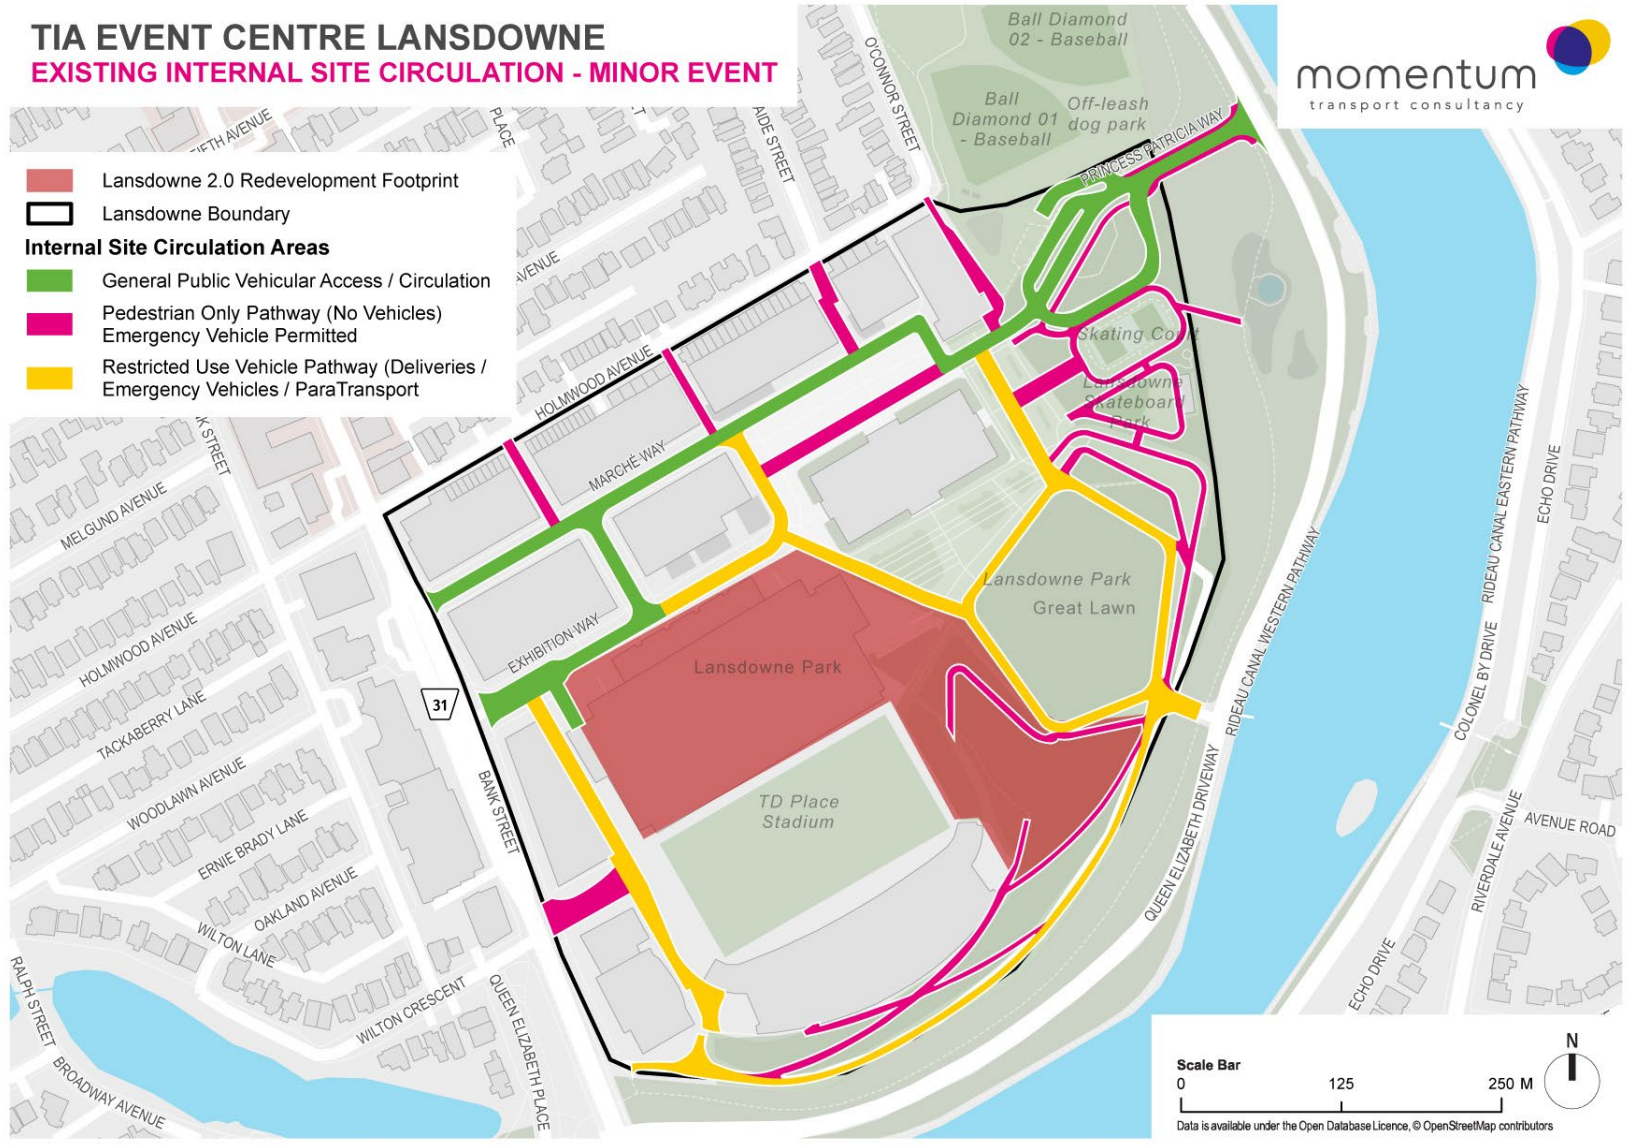 TIA EVENT CENTRE LANSDOWNE
EXISTING INTERNAL SITE CIRCULATION - MINOR EVENT
momentum
transport consultancy
Lansdowne 2.0 Redevelopment Footprint
Lansdowne Boundary
Internal Site Circulation Areas
General Public Vehicular Access / Circulation
Pedestrian Only Pathway (No Vehicles)
Emergency Vehicle Permitted
Restricted Use Vehicle Pathway (Deliveries /
Emergency Vehicles / ParaTransport
Ball Diamond
02 - Baseball
Ball
Diamond 01
- Baseball
Off-leash
dog park
PRINCESS PATRICIA WAY
O'CONNOR STREET
AIDE STREET
PLACE
FIFTH AVENUE
AVENUE
HOLMWOOD AVENUE
MARCHÉ WAY
Skating Court
Lansdowne
Skateboard
Park
K STREET
MELGUND AVENUE
HOLMWOOD AVENUE
TACKABERRY LANE
WOODLAWN AVENUE
ERNIE BRADY LANE
OAKLAND AVENUE
WILTON LANE
WILTON CRESCENT
RALPH STREET
BROADWAY AVENUE
QUEEN ELIZABETH PLACE
BANK STREET
31
EXHIBITION WAY
Lansdowne Park
Lansdowne Park
Great Lawn
TD Place
Stadium
QUEEN ELIZABETH DRIVEWAY
RIDEAU CANAL WESTERN PATHWAY
RIDEAU CANAL EASTERN PATHWAY
COLONEL BY DRIVE
ECHO DRIVE
ECHO DRIVE
RIVERDALE AVENUE
AVENUE ROAD
Scale Bar
0 125 250 M
N
Data is available under the Open Database Licence, © OpenStreetMap contributors